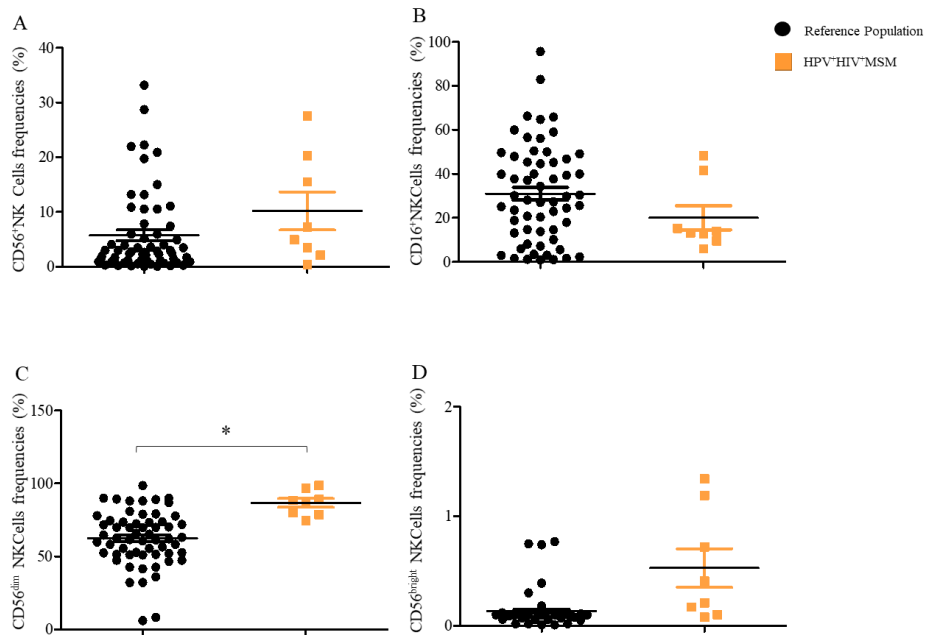 A
CD56⁺NK Cells frequencies (%)
40
30
20
10
0
B
CD16⁺NKCells frequencies (%)
100
80
60
40
20
0
Reference Population
HPV⁺HIV⁺MSM
C
CD56ᵈⁱᵐ NKCells frequencies (%)
150
100
50
0
*
D
CD56ᵇʳⁱᵍʰᵗ NKCells frequencies (%)
2
1
0